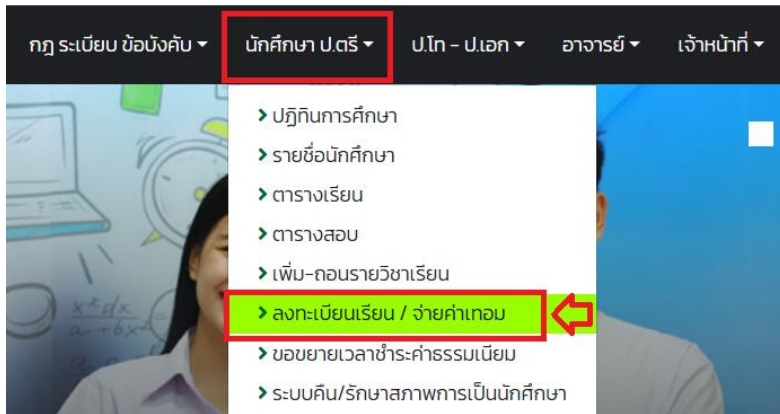 กฎ ระเบียบ ข้อบังคับ นักศึกษา ป.ตรี ป.โท - ป.เอก อาจารย์ เจ้าหน้าที่
ปฏิทินการศึกษา
รายชื่อนักศึกษา
ตารางเรียน
ตารางสอบ
เพิ่ม-ถอนรายวิชาเรียน
ลงทะเบียนเรียน / จ่ายค่าเทอม
ขอขยายเวลาชำระค่าธรรมเนียม
ระบบคืน/รักษาสภาพการเป็นนักศึกษา